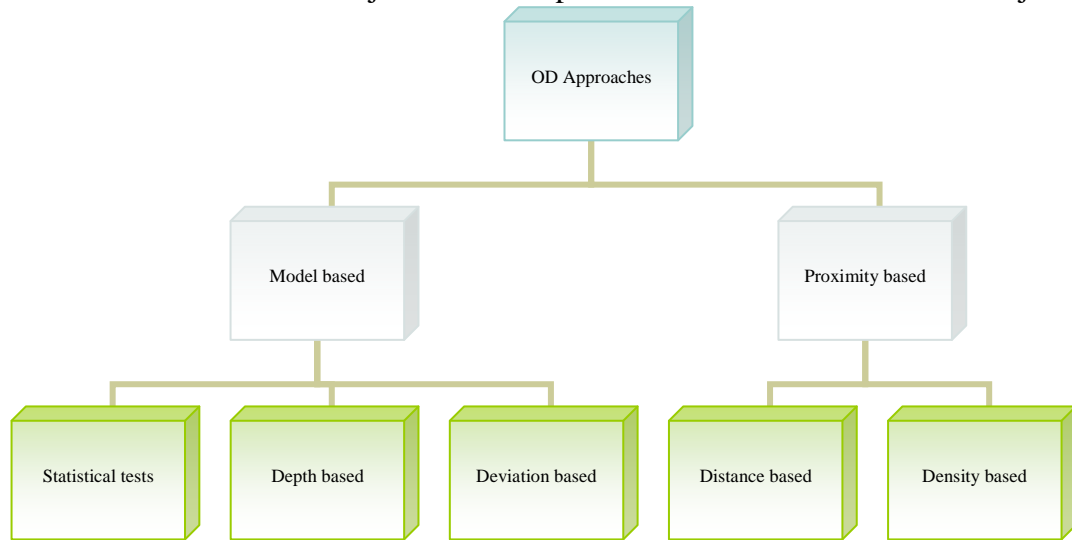 OD Approaches
Model based
Proximity based
Statistical tests
Depth based
Deviation based
Distance based
Density based